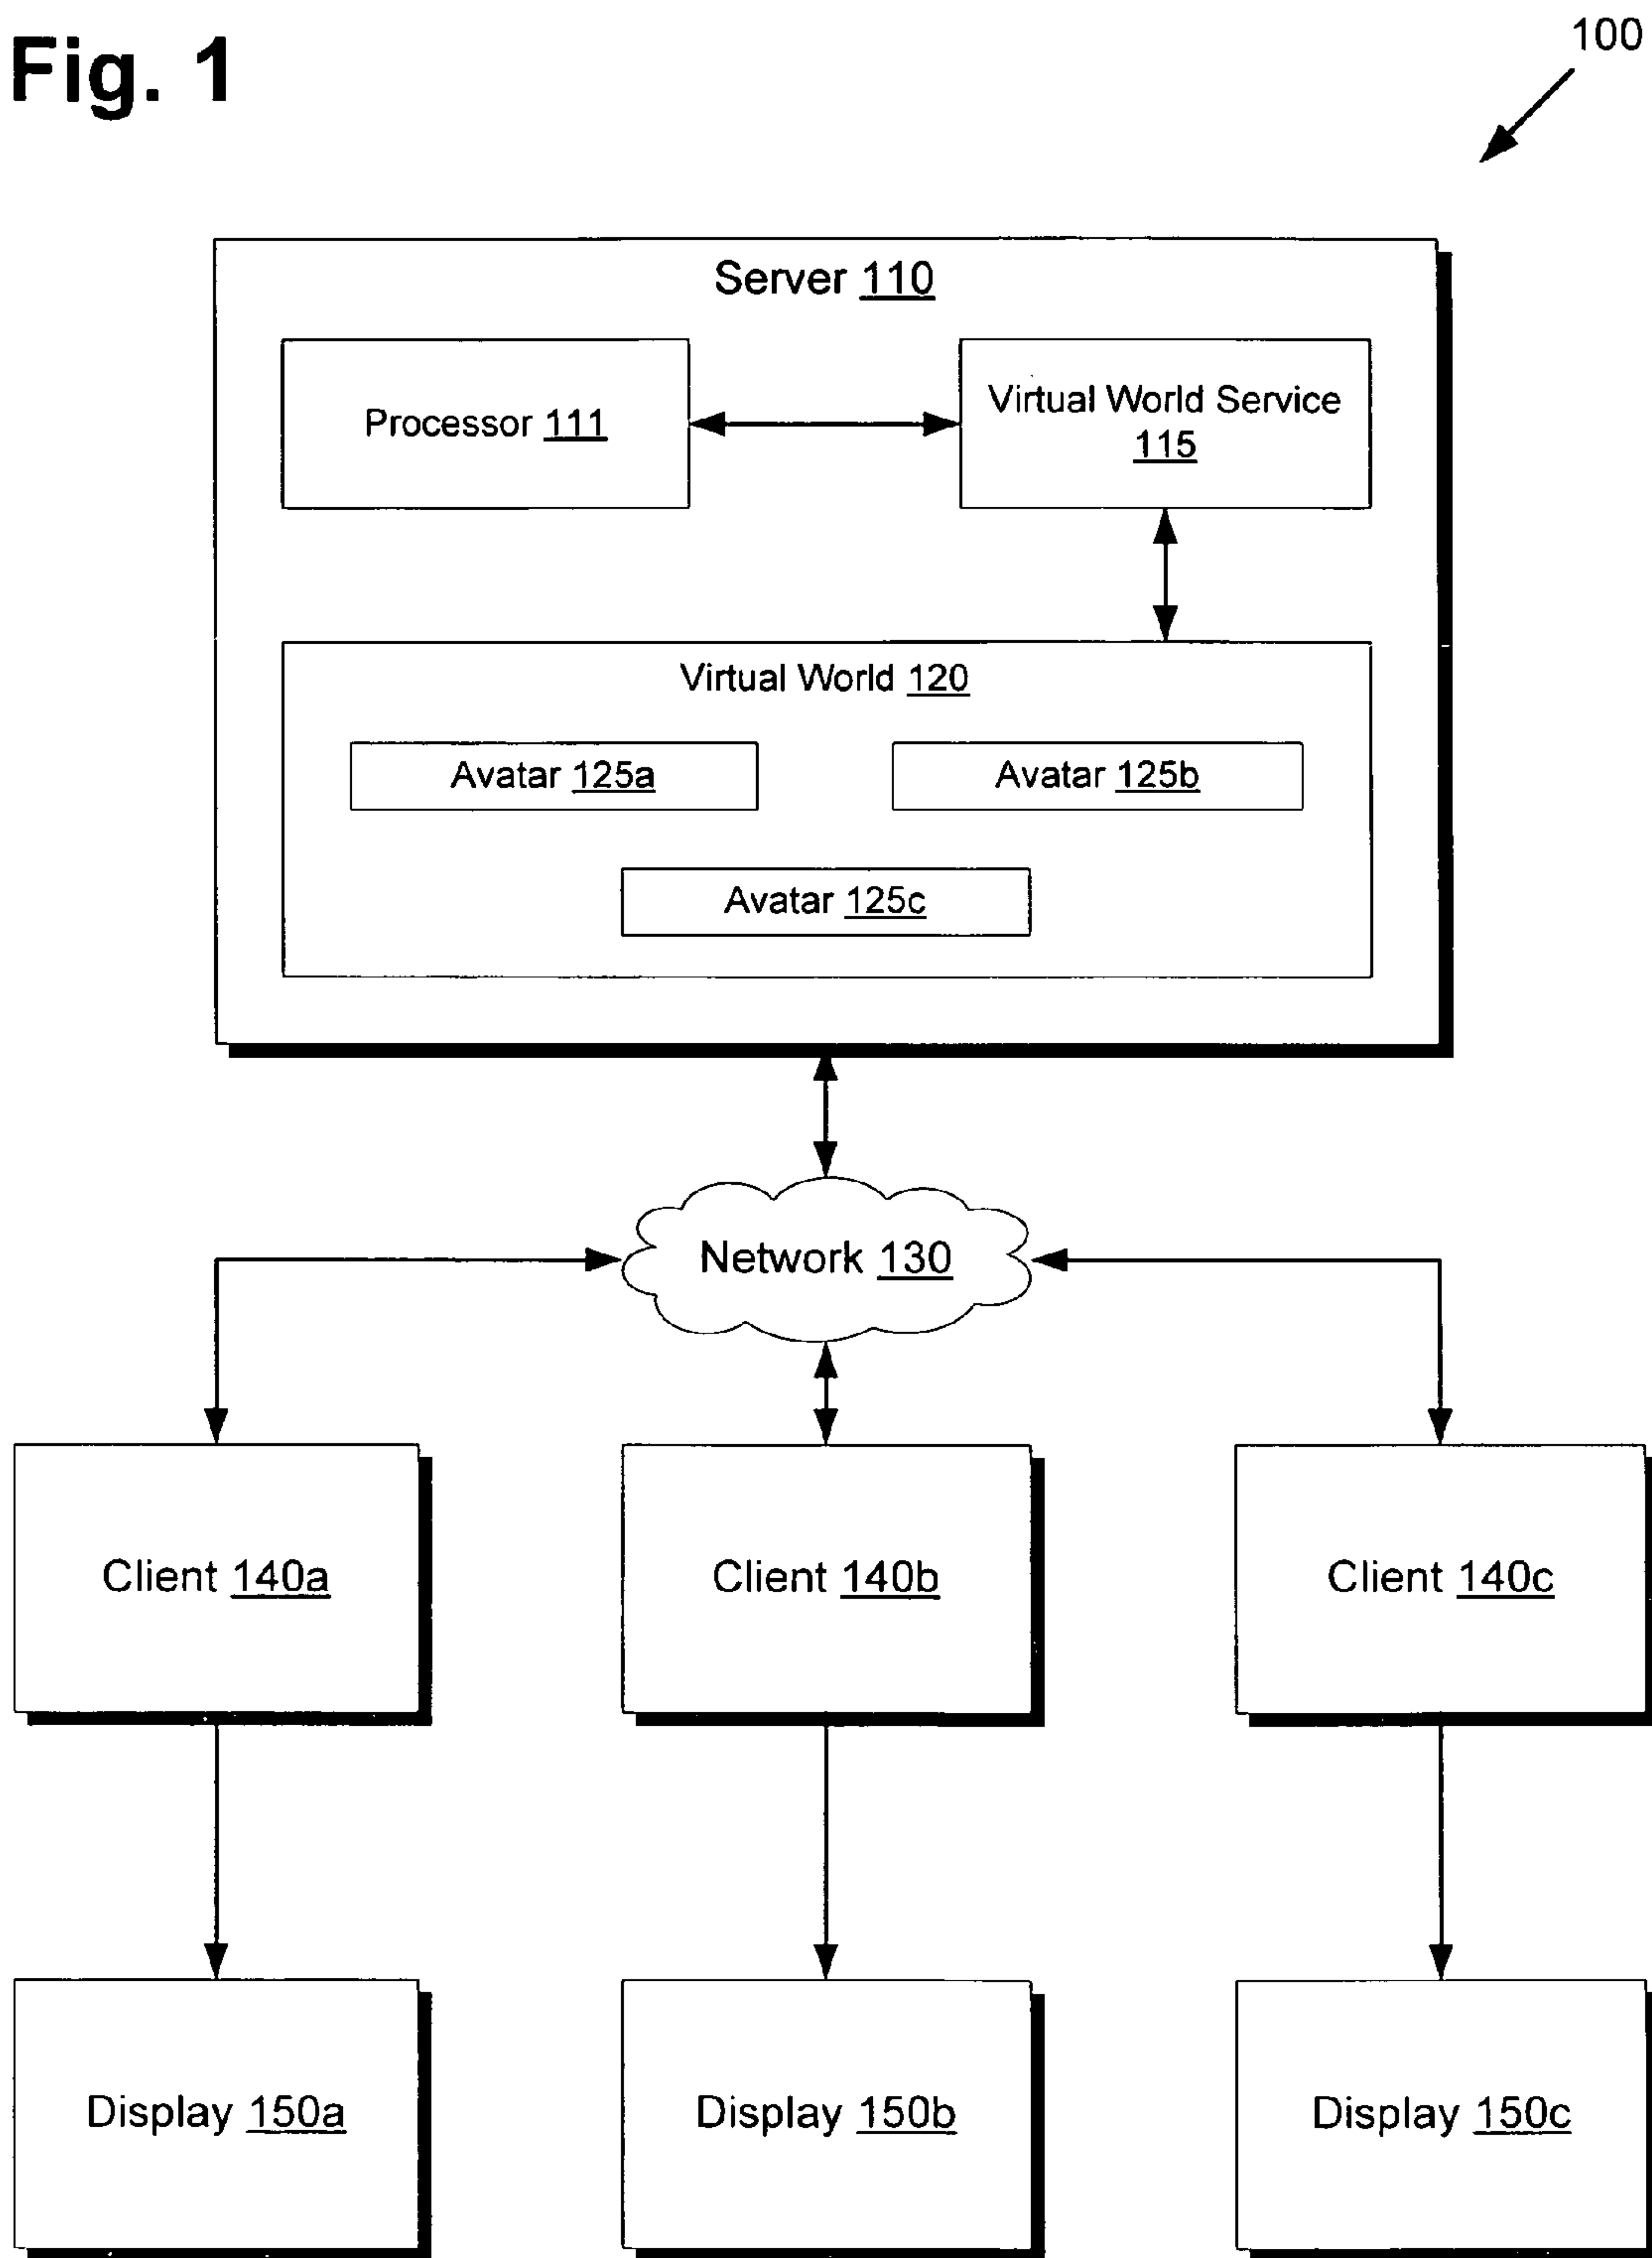 Fig. 1
100
Server 110
Processor 111
Virtual World Service
115
Virtual World 120
Avatar 125a
Avatar 125b
Avatar 125c
Network 130
Client 140a
Client 140b
Client 140c
Display 150a
Display 150b
Display 150c